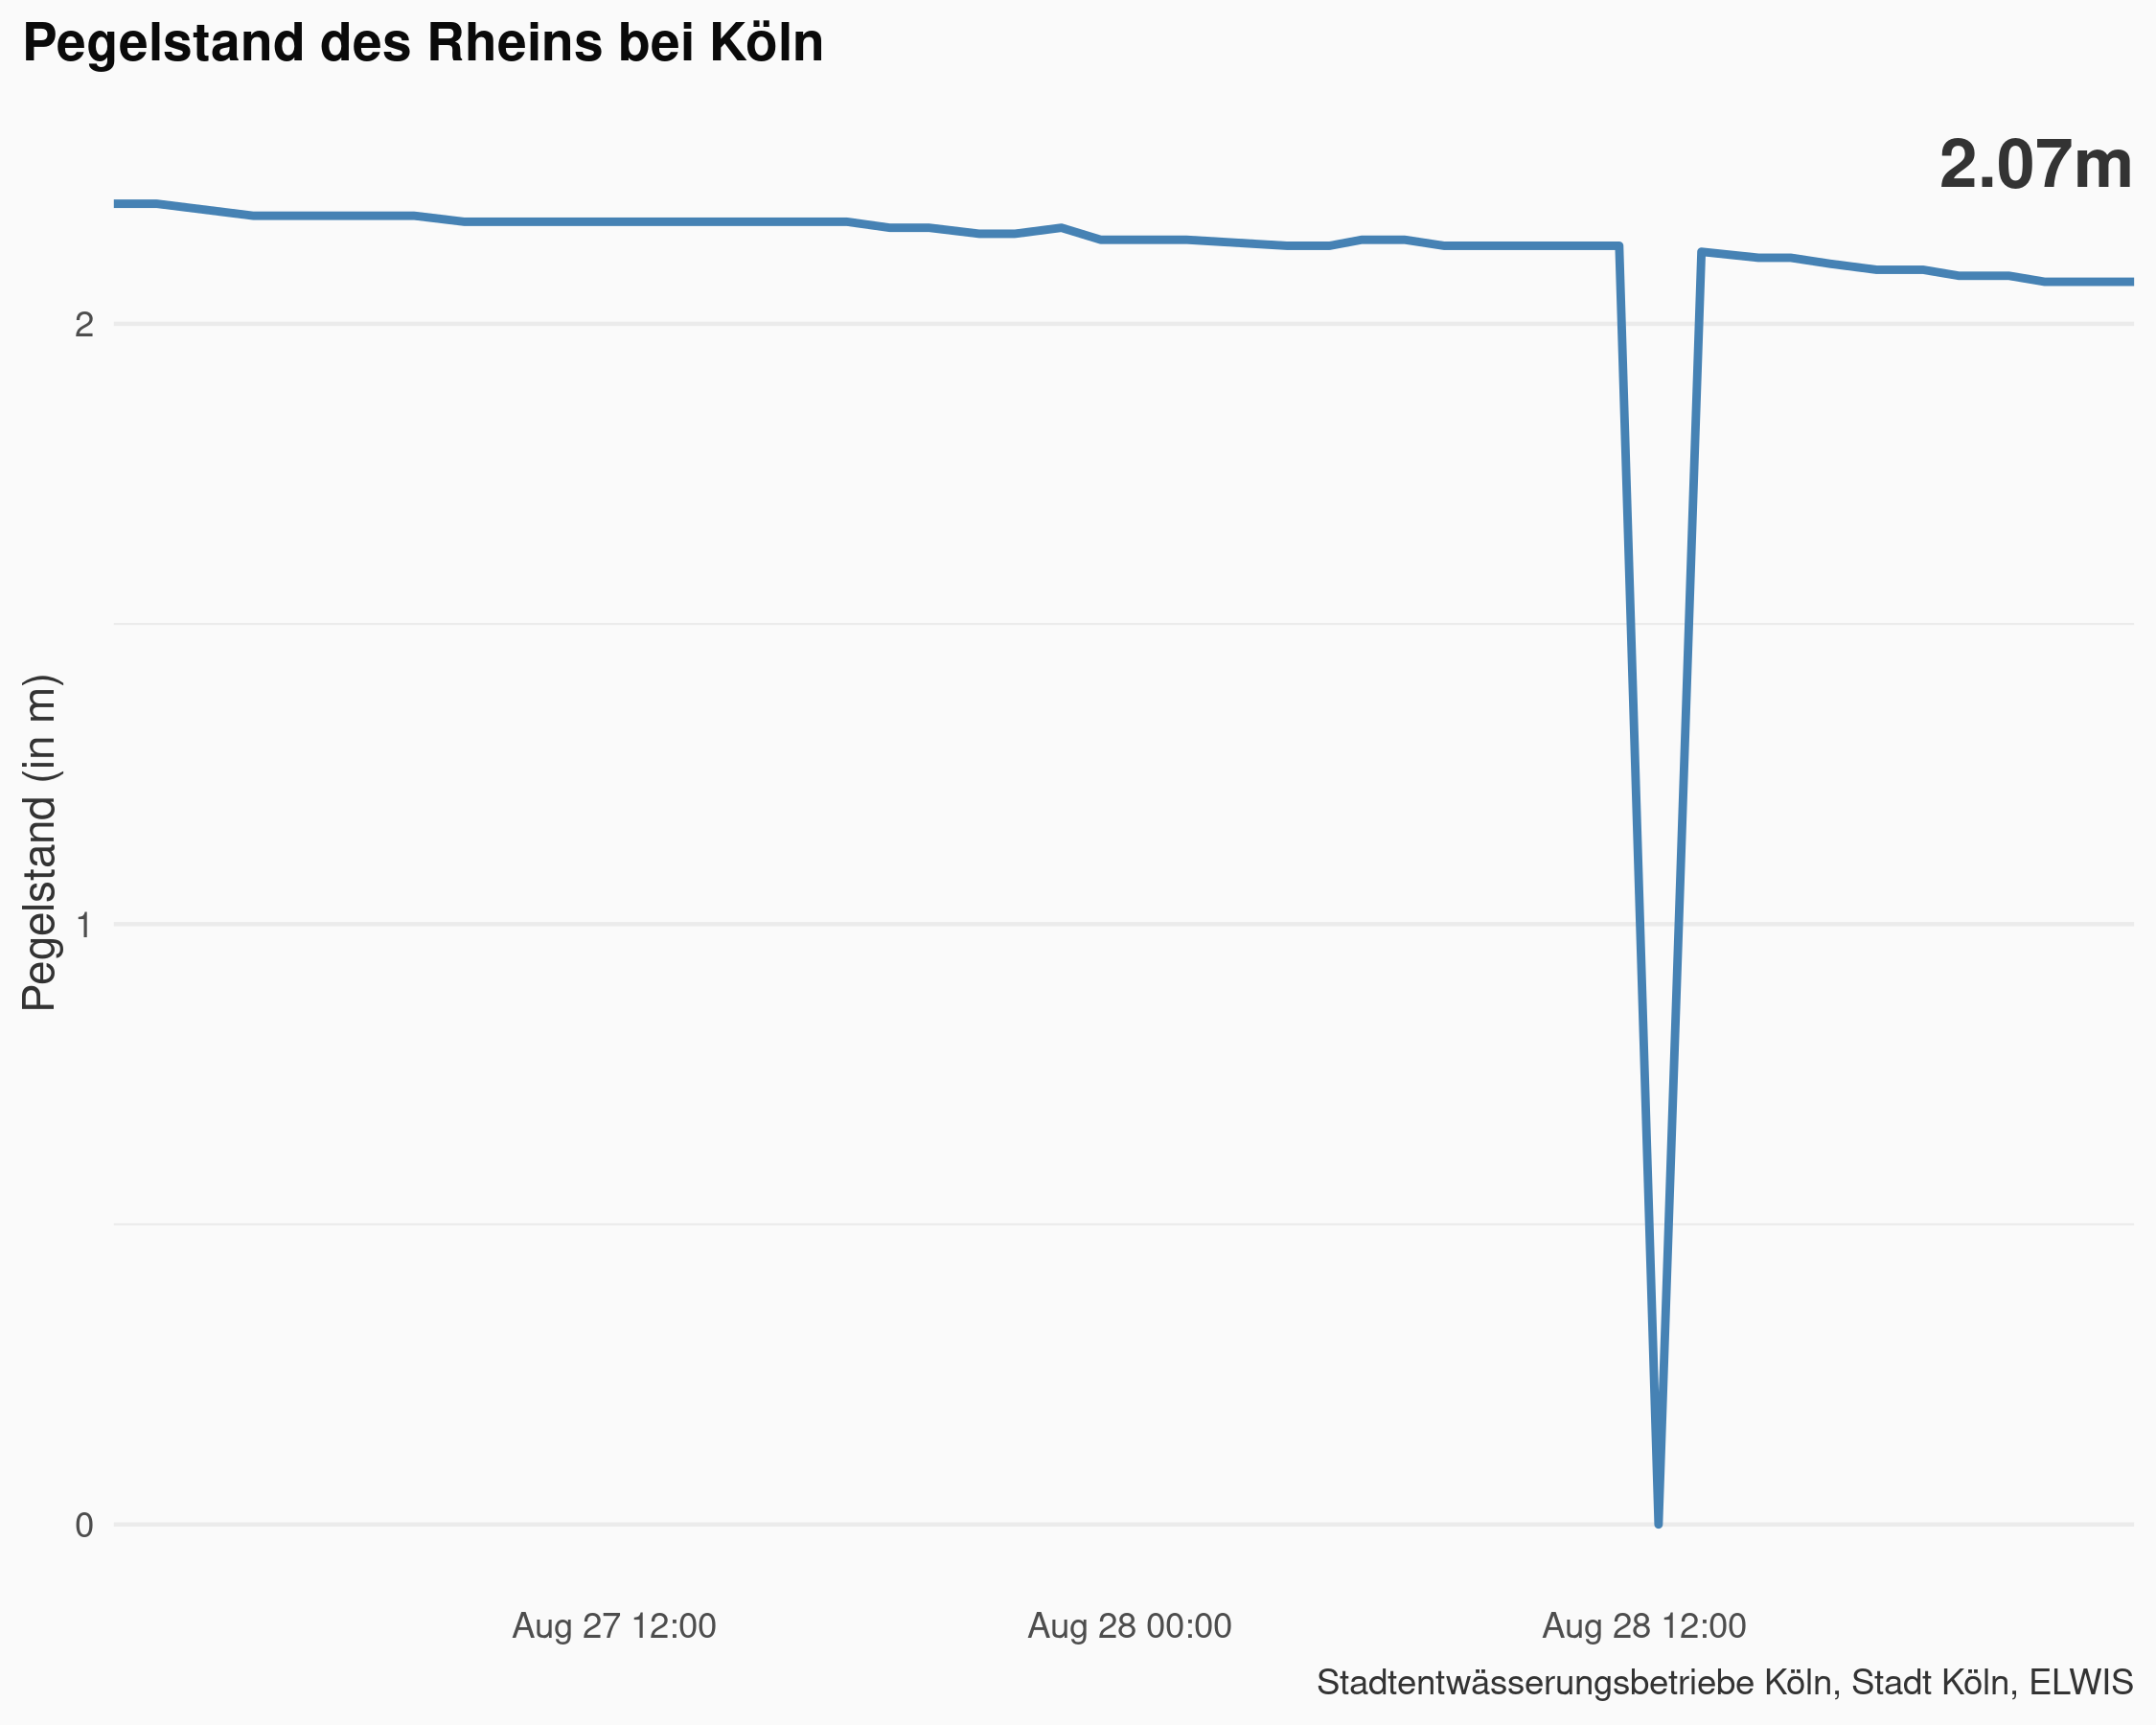 Pegelstand des Rheins bei Köln
2.07m
Pegelstand (in m)
2
1
0
Aug 27 12:00
Aug 28 00:00
Aug 28 12:00
Stadtentwässerungsbetriebe Köln, Stadt Köln, ELWIS